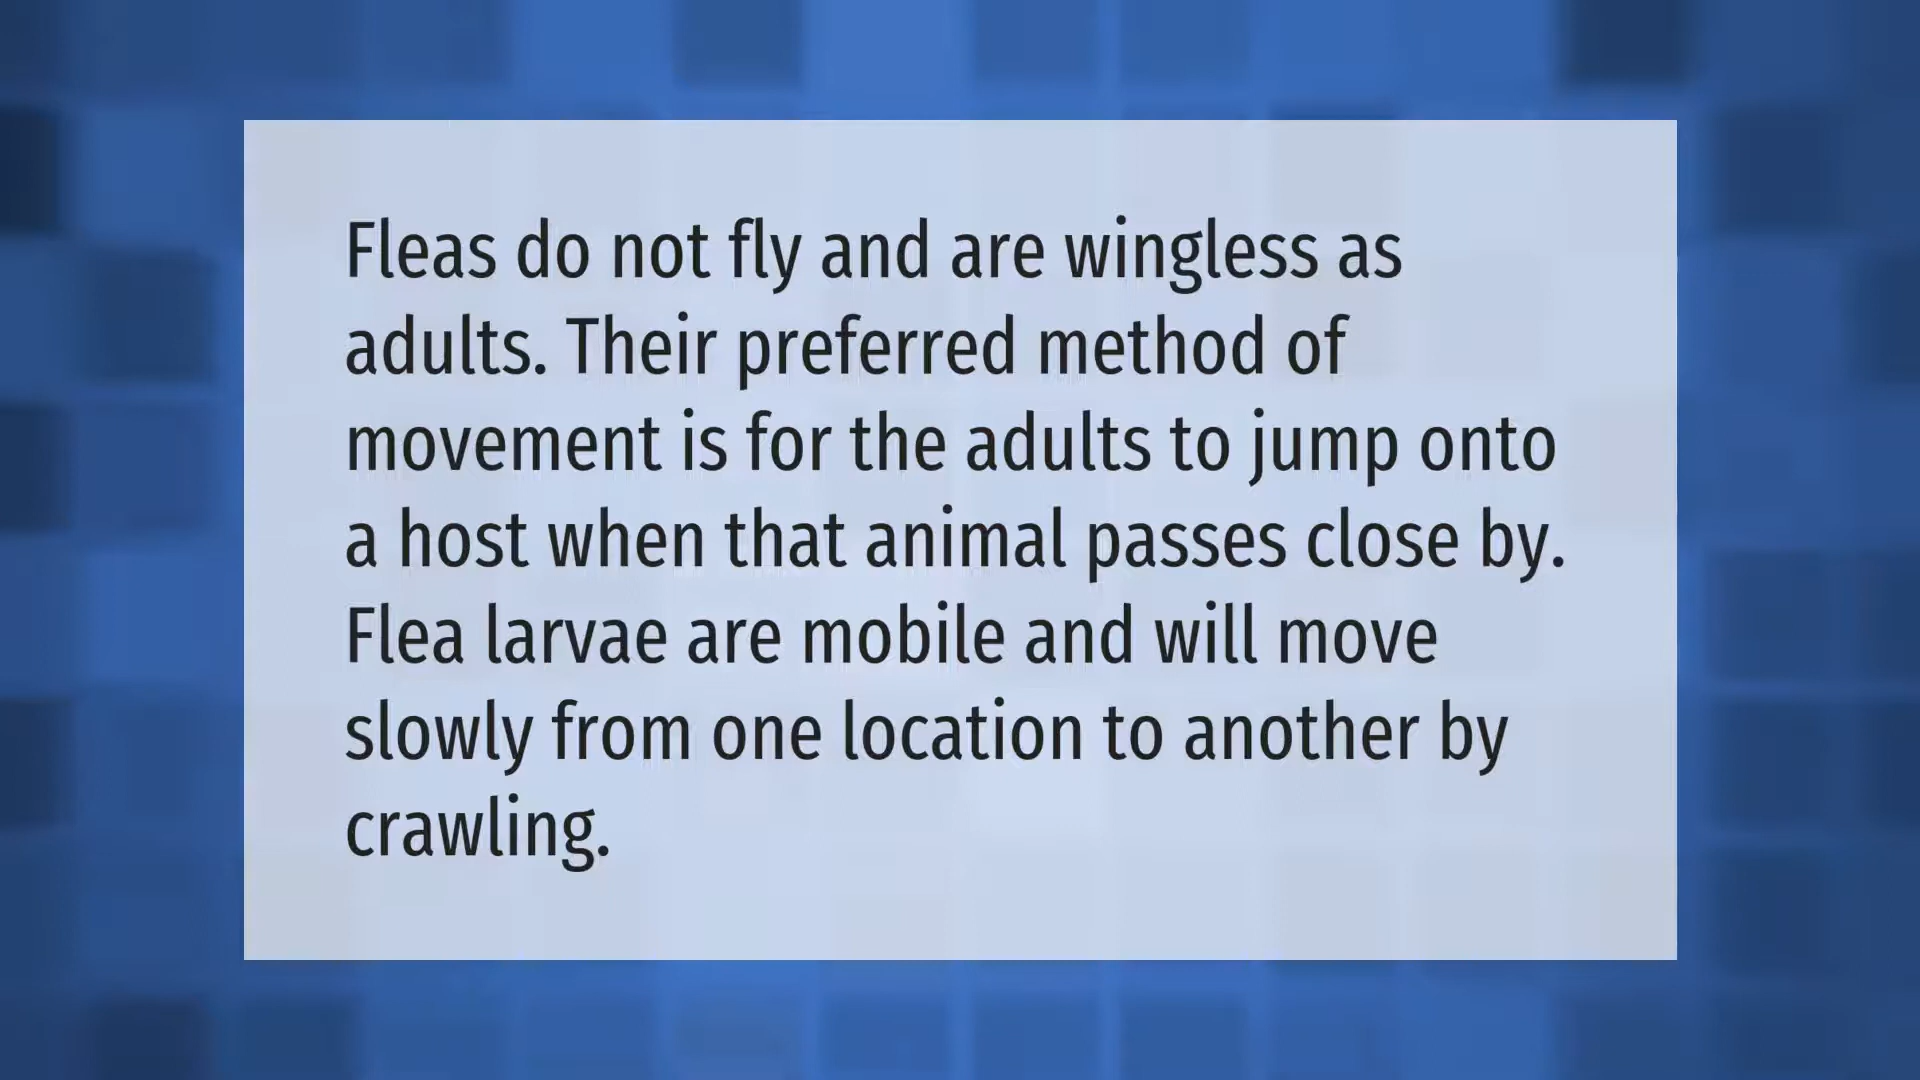 Fleas do not fly and are wingless as
adults. Their preferred method of
movement is for the adults to jump onto
a host when that animal passes close by.
Flea larvae are mobile and will move
slowly from one location to another by
crawling.